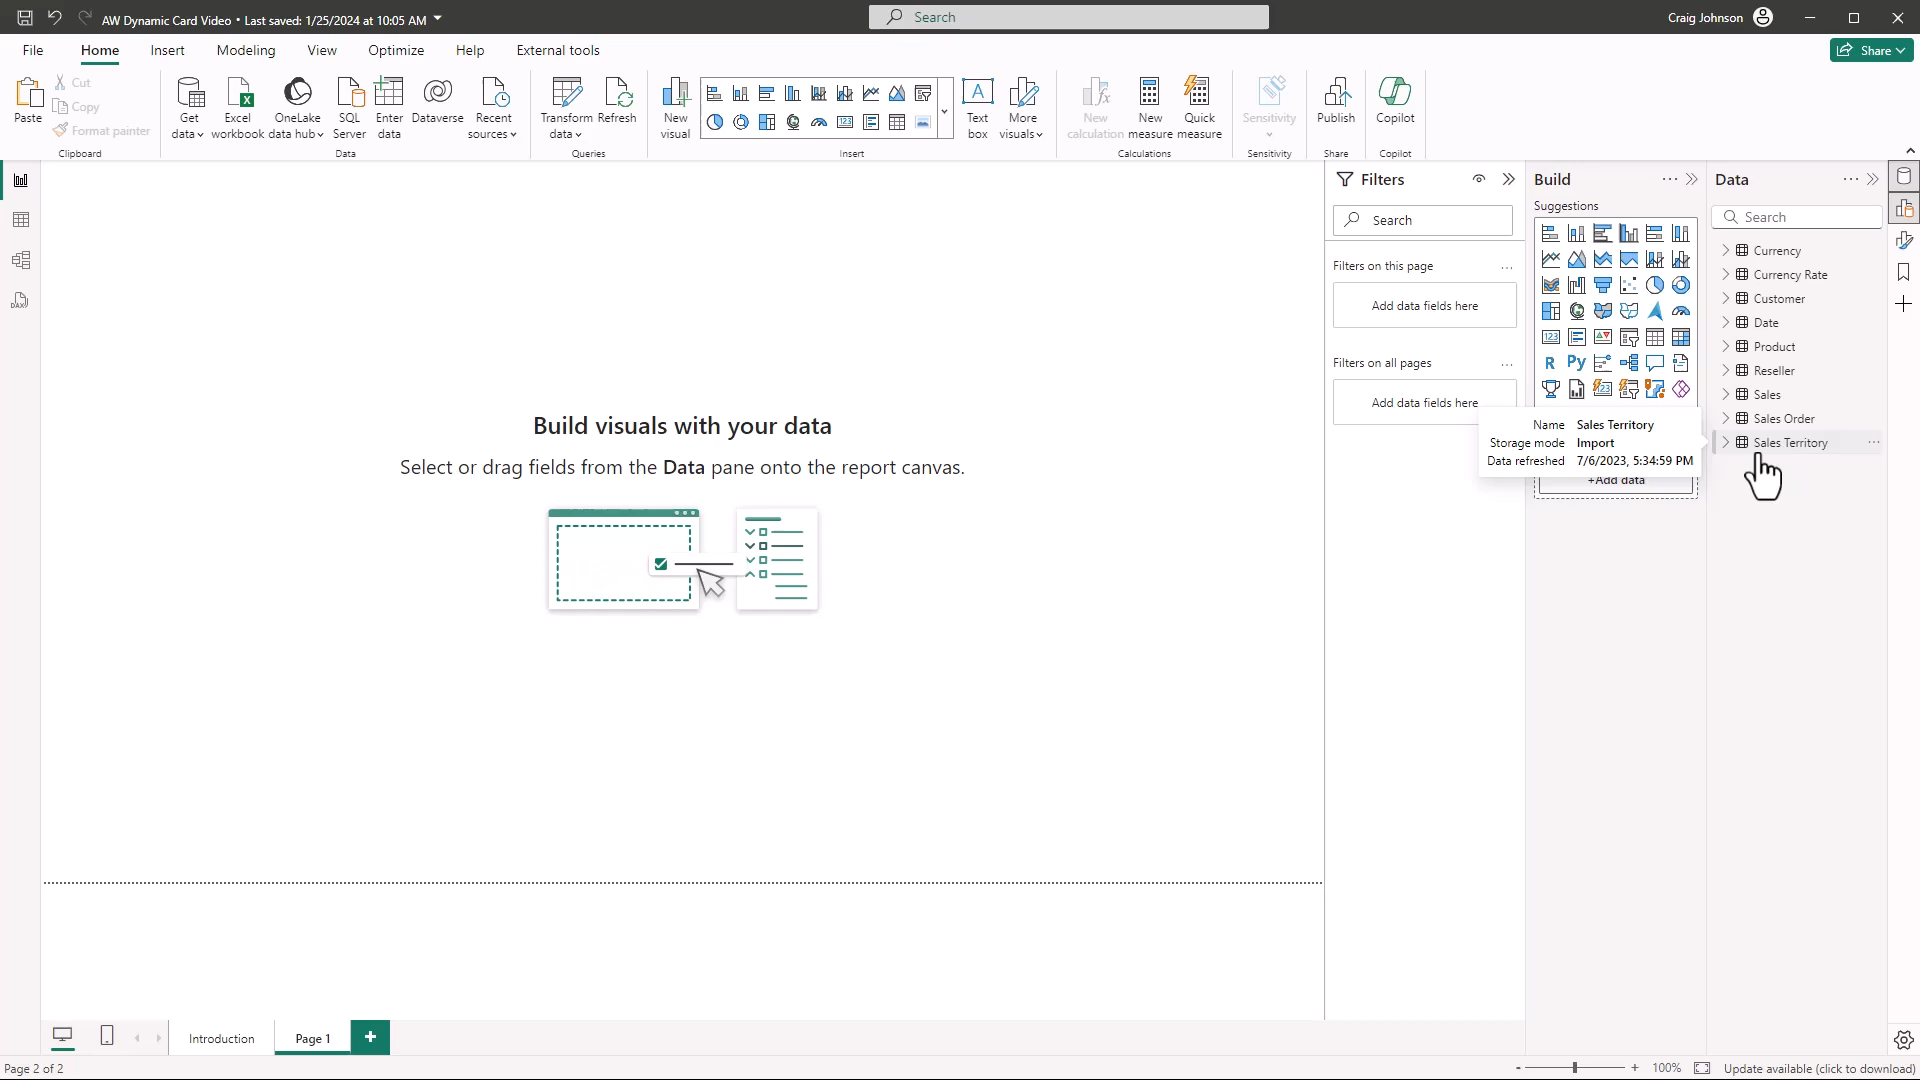 AW Dynamic Card Video • Last saved: 1/25/2024 at 10:05 AM
Search
Craig Johnson
File
Home
Insert
Modeling
View
Optimize
Help
External tools
Share
Paste
Cut
Copy
Format painter
Clipboard
Get
data
Excel
workbook
OneLake
data hub
SQL
Server
Enter
data
Dataverse
Recent
sources
Data
Transform
data
Refresh
Queries
New
visual
Text
box
More
visuals
Insert
New
calculation
New
measure
Quick
measure
Calculations
Sensitivity
Sensitivity
Publish
Share
Copilot
Copilot
Filters
Search
Filters on this page
Add data fields here
Filters on all pages
Add data fields here
Build
Suggestions
R
Py
Name Sales Territory
Storage mode Import
Data refreshed 7/6/2023, 5:34:59 PM
+Add data
Data
Search
Currency
Currency Rate
Customer
Date
Product
Reseller
Sales
Sales Order
Sales Territory
Build visuals with your data
Select or drag fields from the Data pane onto the report canvas.
Introduction
Page 1
Page 2 of 2
100%
Update available (click to download)